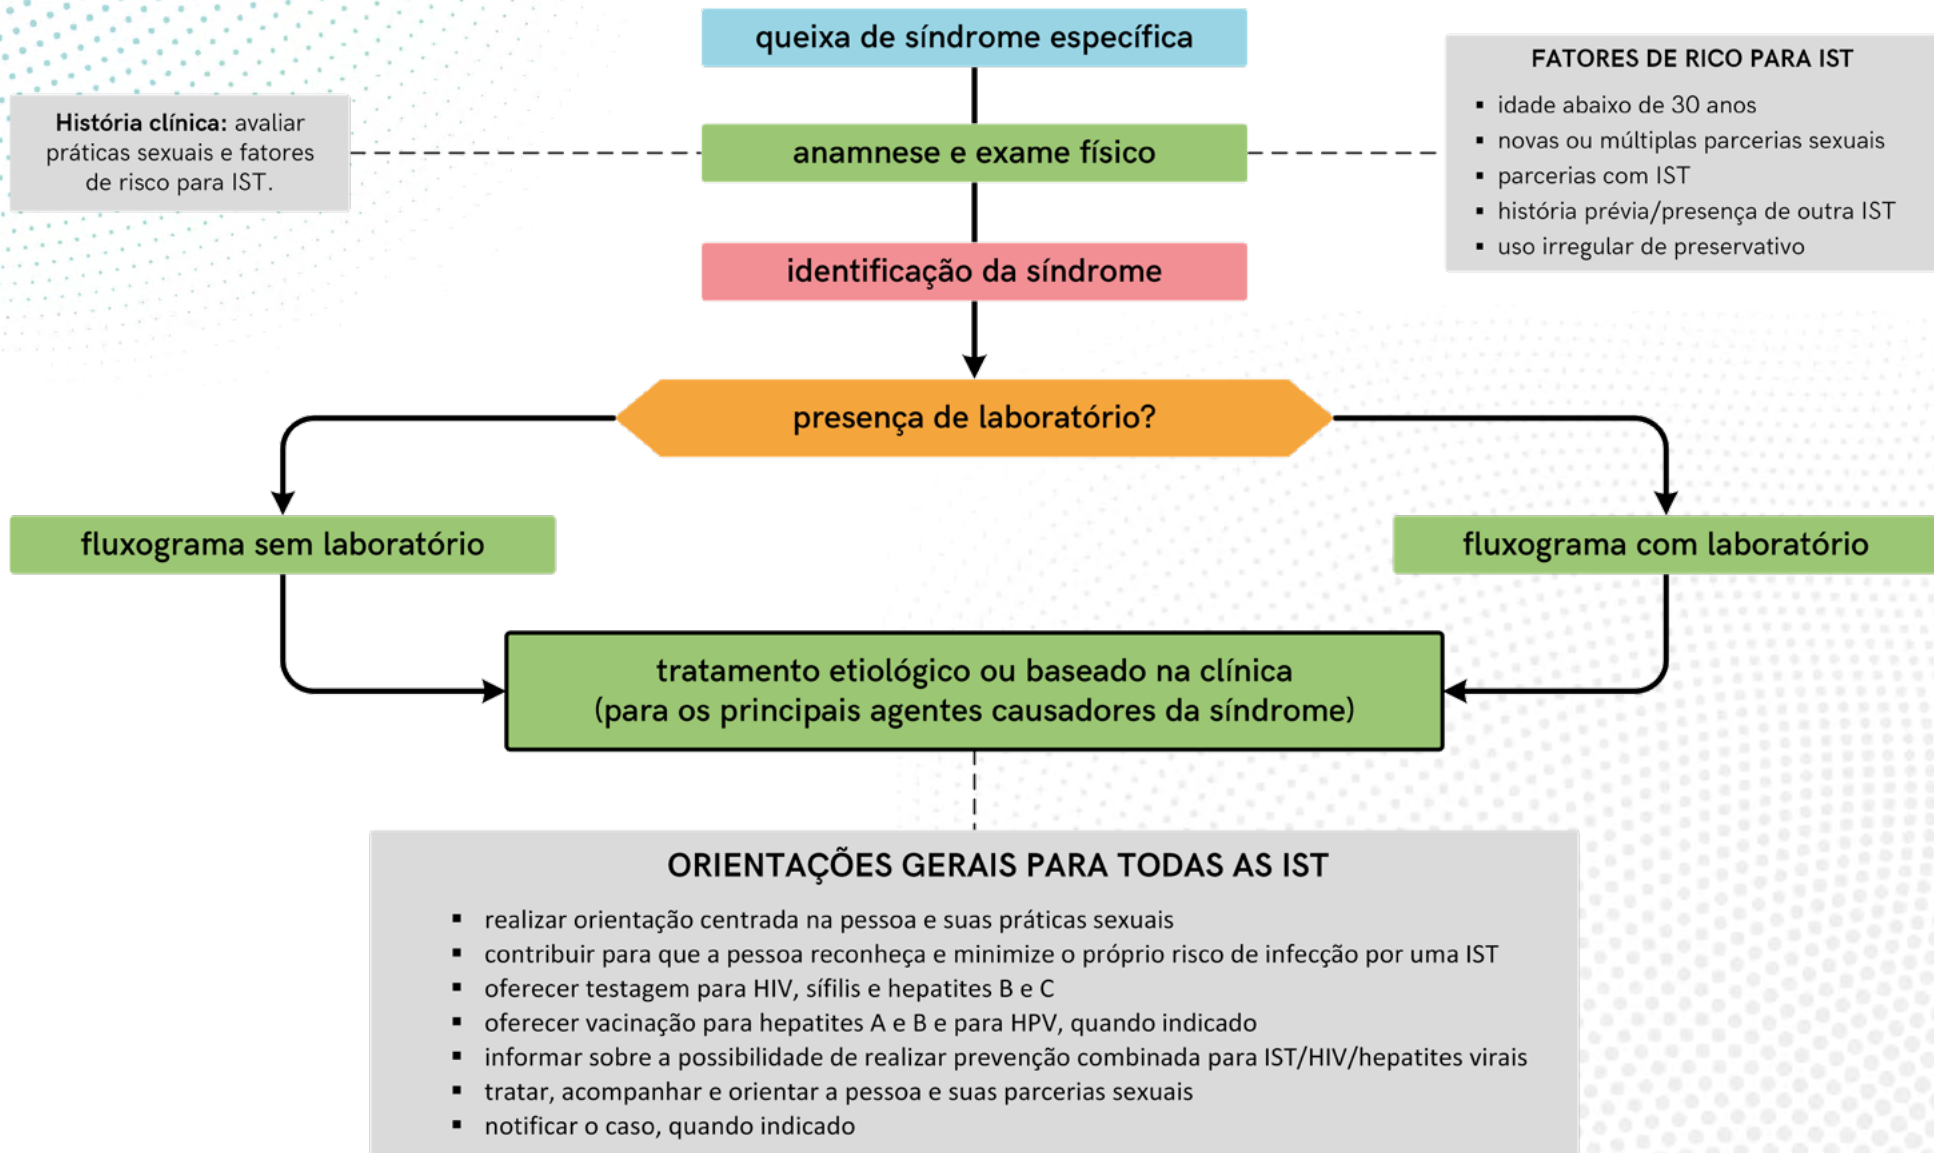 queixa de síndrome específica
História clínica: avaliar
práticas sexuais e fatores
de risco para IST.
anamnese e exame físico
FATORES DE RICO PARA IST
▪ idade abaixo de 30 anos
▪ novas ou múltiplas parcerias sexuais
▪ parcerias com IST
▪ história prévia/presença de outra IST
▪ uso irregular de preservativo
identificação da síndrome
presença de laboratório?
fluxograma sem laboratório
fluxograma com laboratório
tratamento etiológico ou baseado na clínica
(para os principais agentes causadores da síndrome)
ORIENTAÇÕES GERAIS PARA TODAS AS IST
▪ realizar orientação centrada na pessoa e suas práticas sexuais
▪ contribuir para que a pessoa reconheça e minimize o próprio risco de infecção por uma IST
▪ oferecer testagem para HIV, sífilis e hepatites B e C
▪ oferecer vacinação para hepatites A e B e para HPV, quando indicado
▪ informar sobre a possibilidade de realizar prevenção combinada para IST/HIV/hepatites virais
▪ tratar, acompanhar e orientar a pessoa e suas parcerias sexuais
▪ notificar o caso, quando indicado